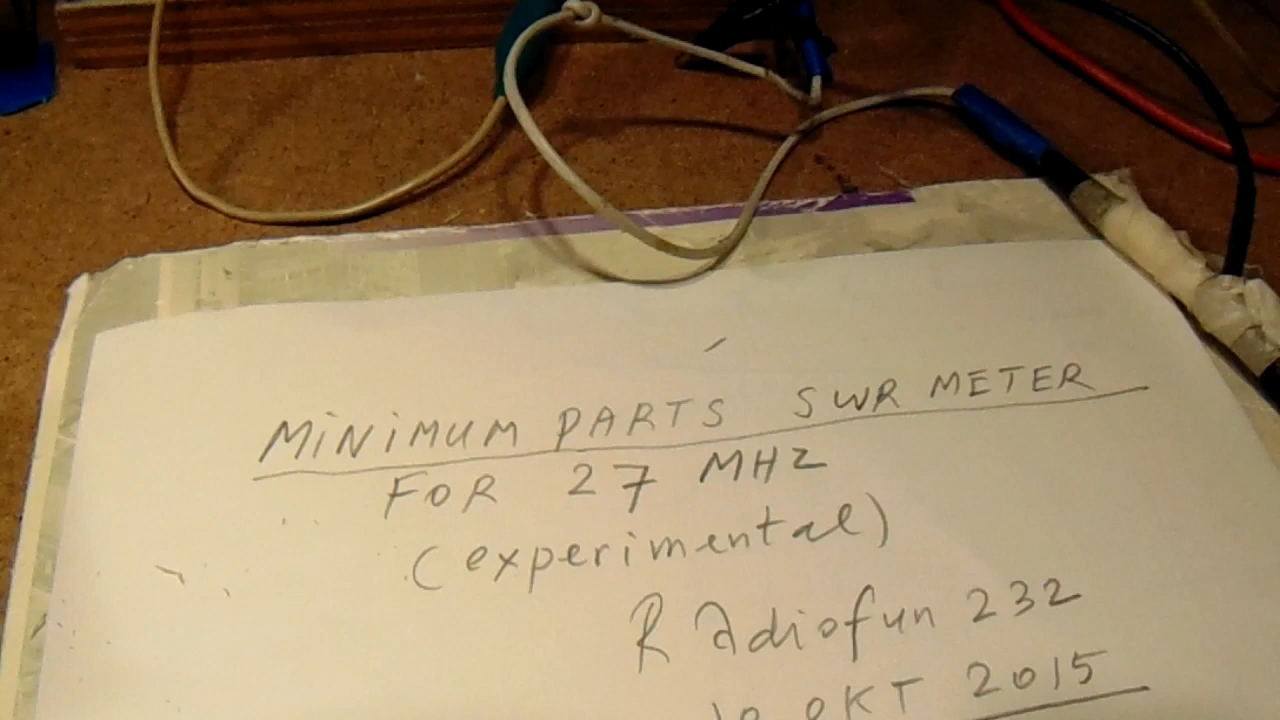 MINIMUM PARTS SWR METER
FOR 27 MHZ
(experimental)
Radiofun 232
OKT 2015